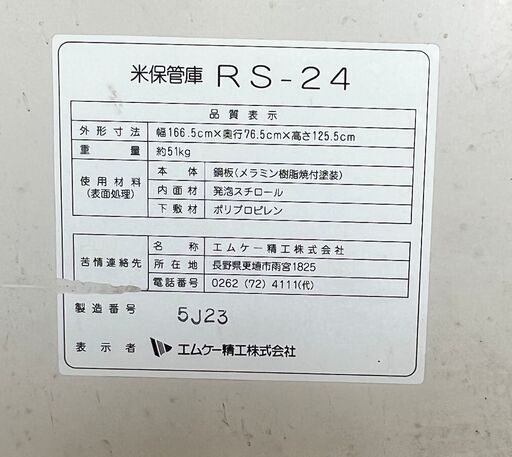 米保管庫 RS-24
品質表示
外形寸法 幅166.5cm×奥行76.5cm×高さ125.5cm
重量 約51kg
使用材料(表面処理) 本体 鋼板(メラミン樹脂焼付塗装)
内面材 発泡スチロール
下敷材 ポリプロピレン
苦情連絡先 名称 エムケー精工株式会社
所在地 長野県更埴市雨宮1825
電話番号 0262(72)4111(代)
製造番号 5J23
表示者 エムケー精工株式会社